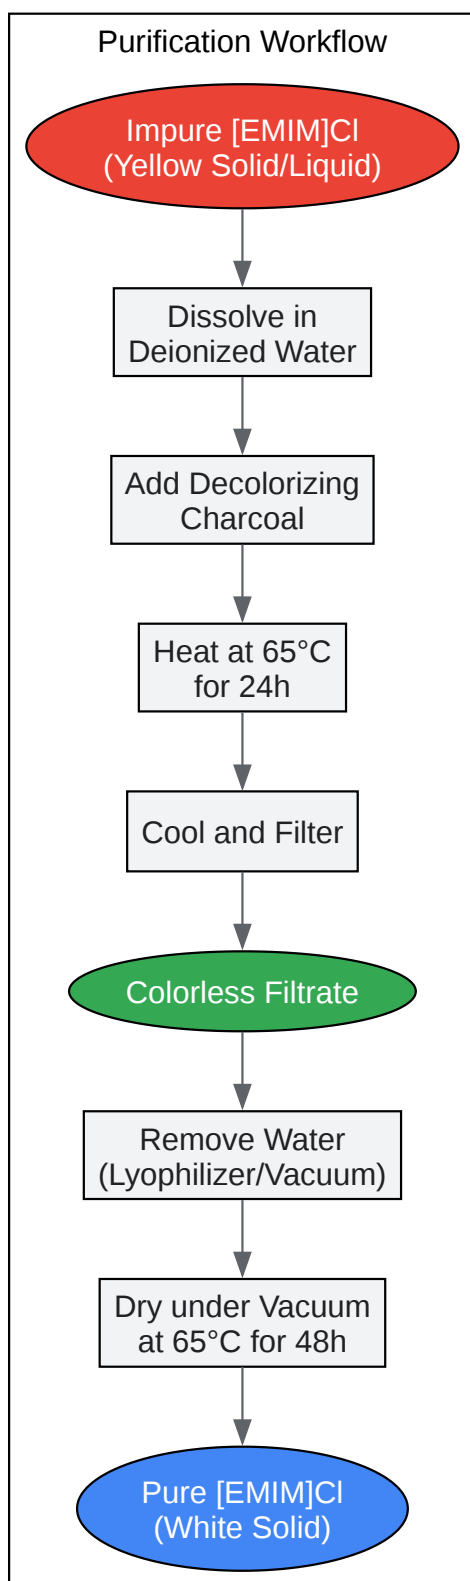 Purification Workflow
Impure [EMIM]Cl
(Yellow Solid/Liquid)
Dissolve in
Deionized Water
Add Decolorizing
Charcoal
Heat at 65°C
for 24h
Cool and Filter
Colorless Filtrate
Remove Water
(Lyophilizer/Vacuum)
Dry under Vacuum
at 65°C for 48h
Pure [EMIM]Cl
(White Solid)